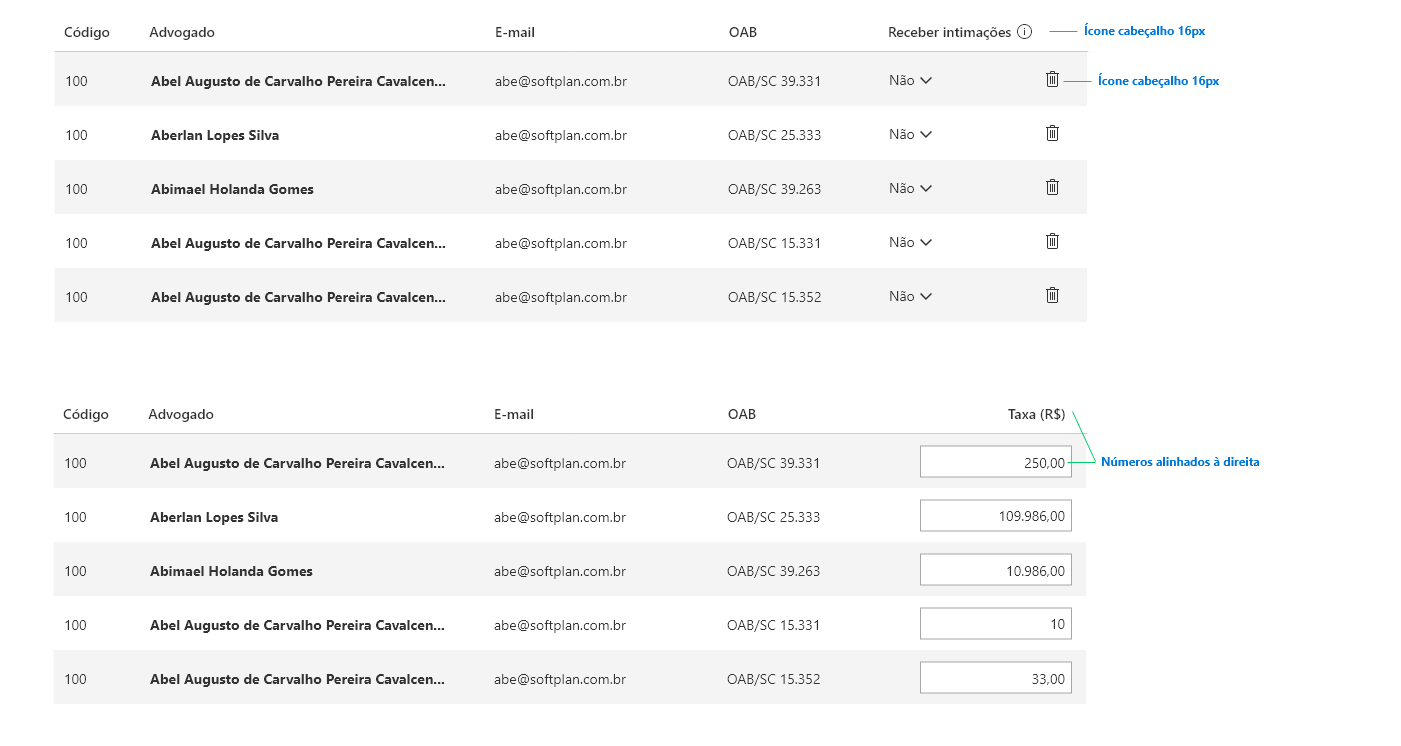 Código Advogado E-mail OAB Receber intimações Ícone cabeçalho 16px
100 Abel Augusto de Carvalho Pereira Cavalcen... abe@softplan.com.br OAB/SC 39.331 Não Ícone cabeçalho 16px
100 Aberlan Lopes Silva abe@softplan.com.br OAB/SC 25.333 Não
100 Abimael Holanda Gomes abe@softplan.com.br OAB/SC 39.263 Não
100 Abel Augusto de Carvalho Pereira Cavalcen... abe@softplan.com.br OAB/SC 15.331 Não
100 Abel Augusto de Carvalho Pereira Cavalcen... abe@softplan.com.br OAB/SC 15.352 Não
Código Advogado E-mail OAB Taxa (R$)
100 Abel Augusto de Carvalho Pereira Cavalcen... abe@softplan.com.br OAB/SC 39.331 250,00 Números alinhados à direita
100 Aberlan Lopes Silva abe@softplan.com.br OAB/SC 25.333 109.986,00
100 Abimael Holanda Gomes abe@softplan.com.br OAB/SC 39.263 10.986,00
100 Abel Augusto de Carvalho Pereira Cavalcen... abe@softplan.com.br OAB/SC 15.331 10
100 Abel Augusto de Carvalho Pereira Cavalcen... abe@softplan.com.br OAB/SC 15.352 33,00